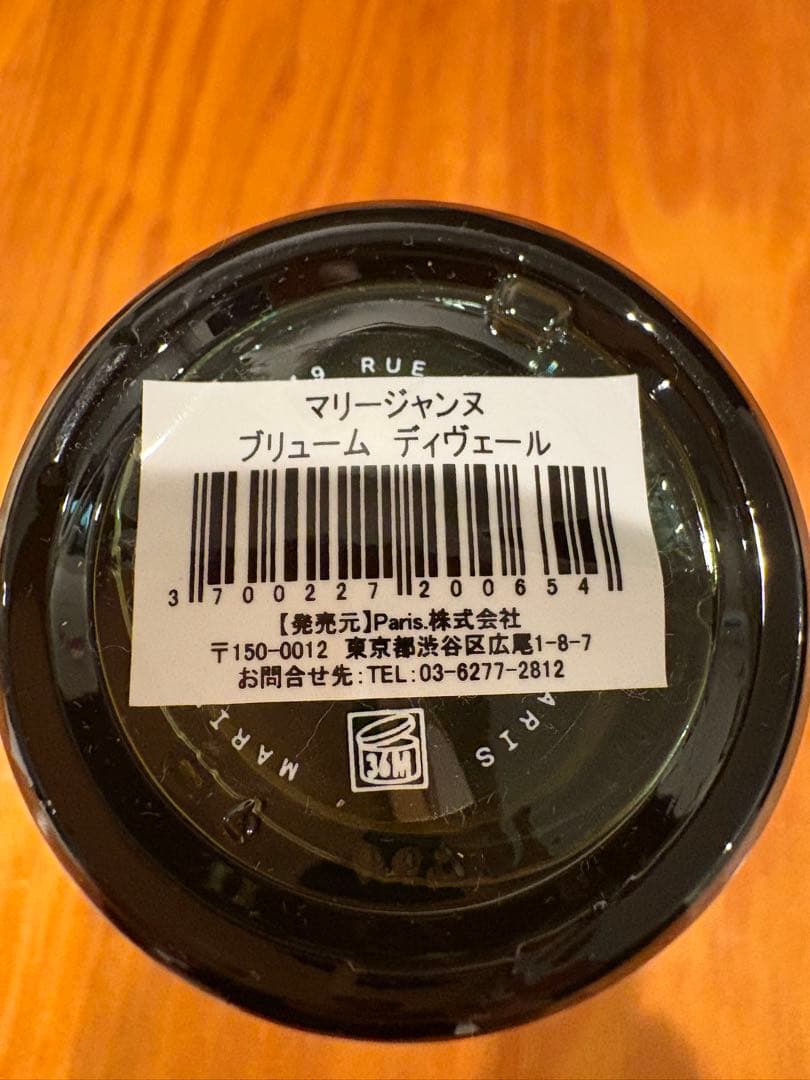 19 RUE
マリージャンヌ
ブリューム ディヴェール
3 700227 200654
【発売元】Paris.株式会社
〒150-0012 東京都渋谷区広尾1-8-7
お問合せ先:TEL:03-6277-2812
36M